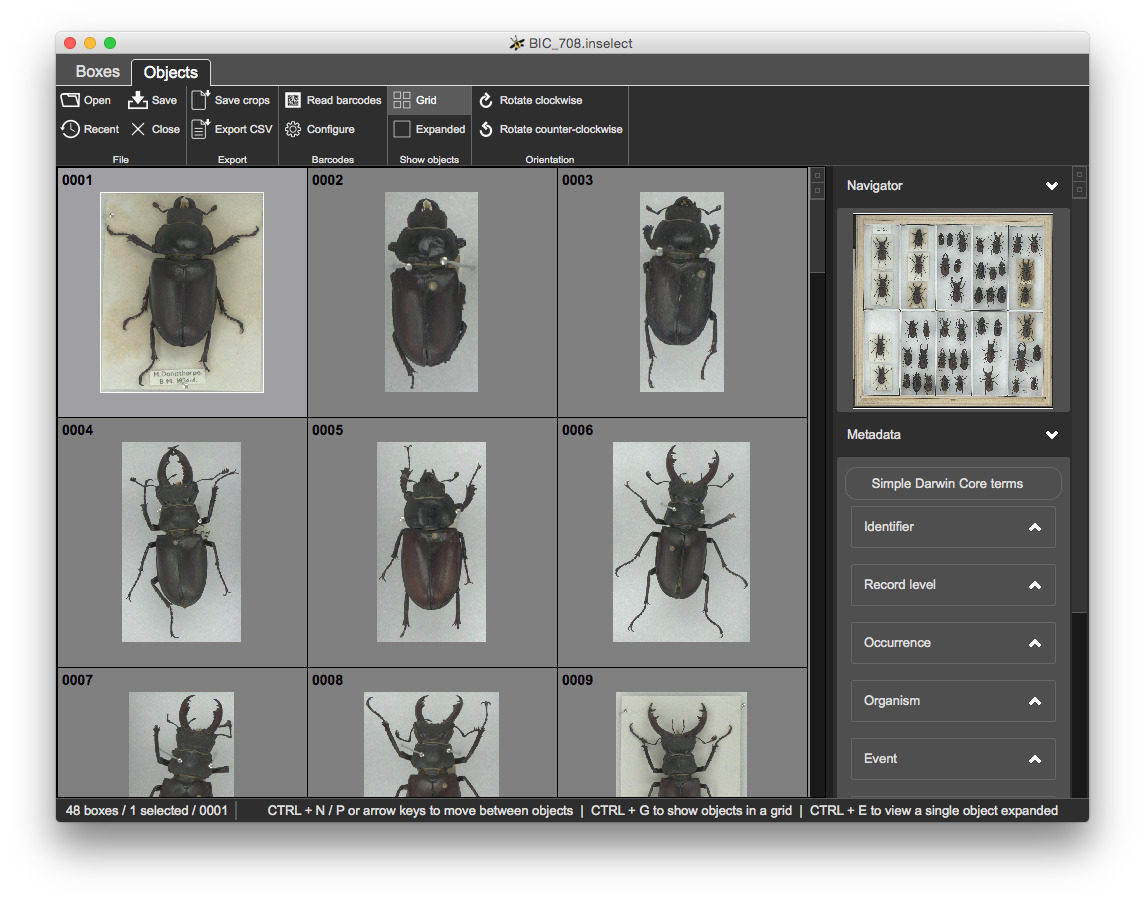 BIC_708.inselect
Boxes Objects
Open Save Save crops Read barcodes Grid Rotate clockwise
Recent Close Export CSV Configure Expanded Rotate counter-clockwise
File Export Barcodes Show objects Orientation
0001 0002 0003
Navigator
M. Donisthorpe.
B.M. 1934-4.
0004 0005 0006
Metadata
Simple Darwin Core terms
Identifier
Record level
Occurrence
0007 0008 0009
Organism
Event
48 boxes / 1 selected / 0001 CTRL + N / P or arrow keys to move between objects | CTRL + G to show objects in a grid | CTRL + E to view a single object expanded